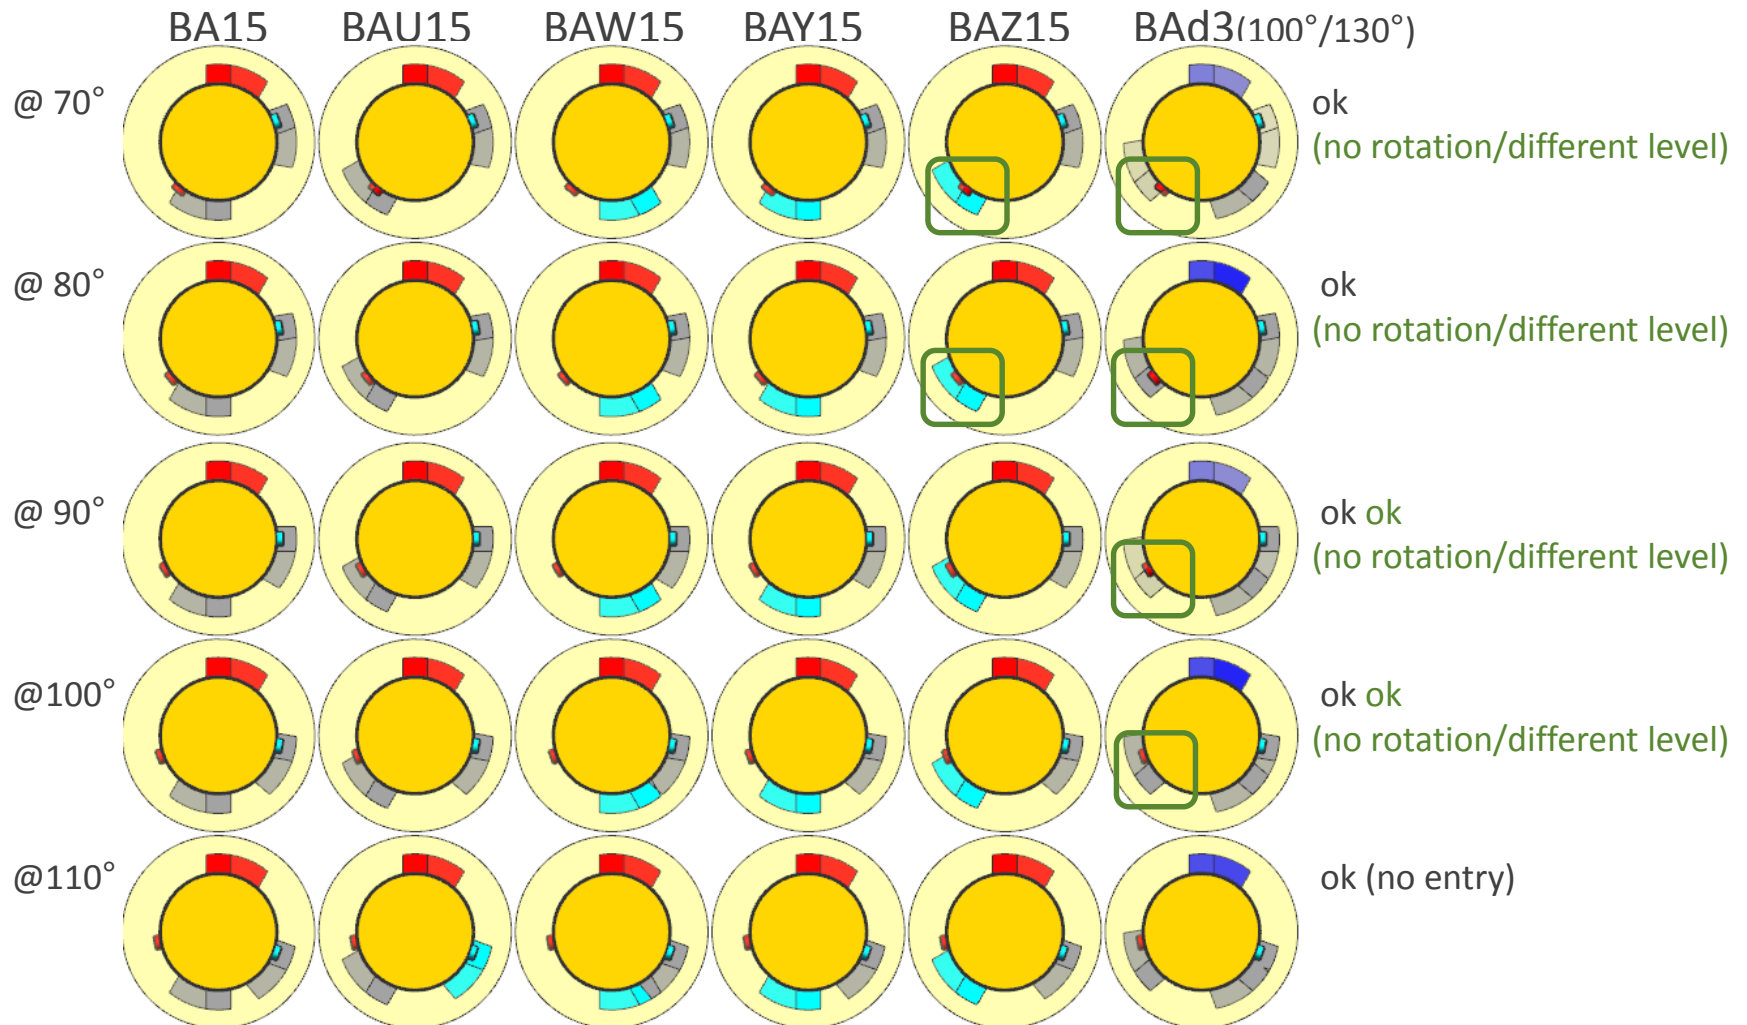 BA15 BAU15 BAW15 BAY15 BAZ15 BAd3(100°/130°)
@ 70° ok
(no rotation/different level)
@ 80° ok
(no rotation/different level)
@ 90° ok ok
(no rotation/different level)
@100° ok ok
(no rotation/different level)
@110° ok (no entry)